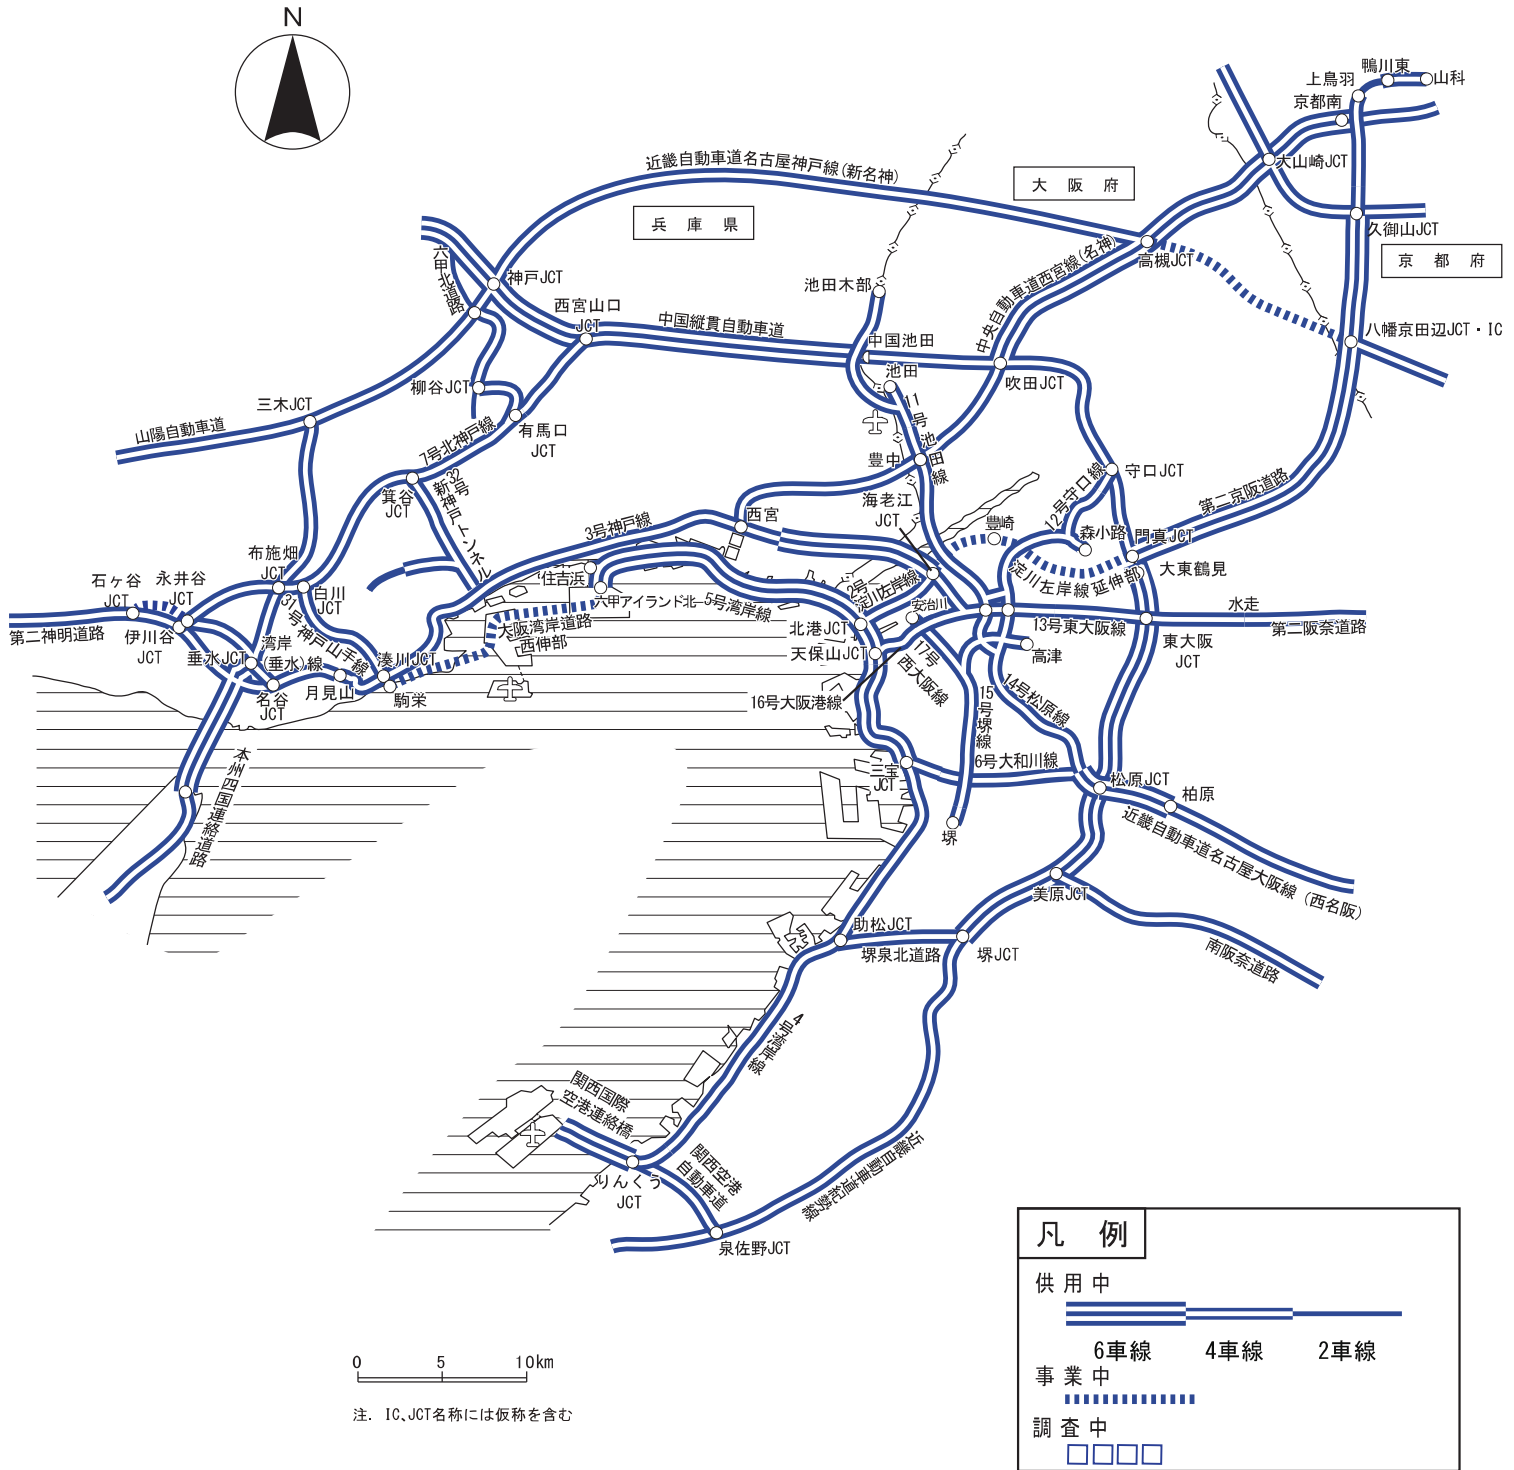 N
鴨川東
上鳥羽
山科
京都南
大山崎JCT
近畿自動車道名古屋神戸線(新名神)
大阪府
兵庫県
久御山JCT
京都府
高槻JCT
中央自動車道西宮線(名神)
六甲北道路
神戸JCT
池田木部
西宮山口
JCT
中国縦貫自動車道
中国池田
八幡京田辺JCT・IC
池田
吹田JCT
柳谷JCT
11号池田線
三木JCT
山陽自動車道
7号北神戸線
有馬口
JCT
豊中
守口JCT
箕谷
JCT
新神戸トンネル
32号
12号守口線
第二京阪道路
海老江
JCT
西宮
3号神戸線
豊崎
森小路
門真JCT
布施畑
JCT
大東鶴見
石ヶ谷
JCT
永井谷
JCT
住吉浜
白川
JCT
六甲アイランド北
5号湾岸線
2号
淀川左岸線
淀川左岸線延伸部
安治川
水走
第二神明道路
伊川谷
JCT
31号神戸山手線
大阪湾岸道路
西伸部
北港JCT
13号東大阪線
第二阪奈道路
垂水JCT
湾岸
(垂水)線
湊川JCT
天保山JCT
17号
西大阪線
高津
東大阪
JCT
名谷
JCT
月見山
駒栄
16号大阪港線
15号堺線
14号松原線
本州四国連絡道路
三宝
JCT
6号大和川線
松原JCT
柏原
堺
近畿自動車道名古屋大阪線(西名阪)
美原JCT
助松JCT
堺泉北道路
堺JCT
南阪奈道路
4号湾岸線
関西国際
空港連絡橋
関西空港
自動車道
近畿自動車道紀勢線
りんくう
JCT
泉佐野JCT
凡例
供用中
6車線 4車線 2車線
事業中
調査中
0 5 10km
注. IC、JCT名称には仮称を含む